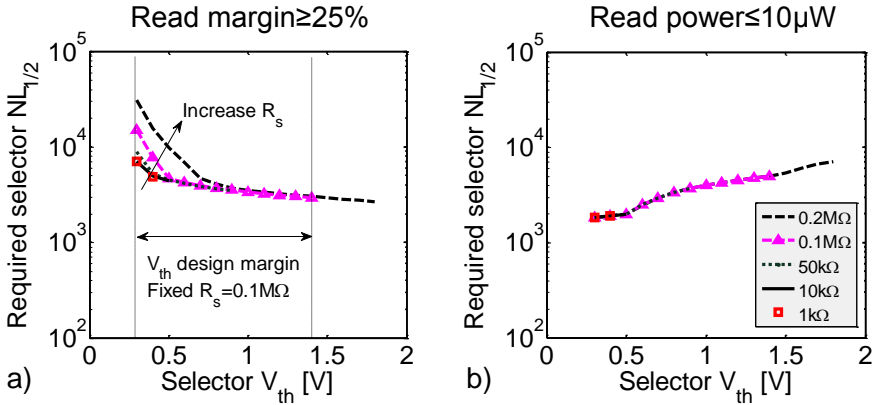 Read margin≥25%
Required selector NL1/2
10^5
10^4
10^3
10^2
Increase Rs
Vth design margin
Fixed Rs=0.1MΩ
0
0.5
1
1.5
2
Selector Vth [V]
a)
Read power≤10µW
Required selector NL1/2
10^5
10^4
10^3
10^2
0.2MΩ
0.1MΩ
50kΩ
10kΩ
1kΩ
0
0.5
1
1.5
2
Selector Vth [V]
b)